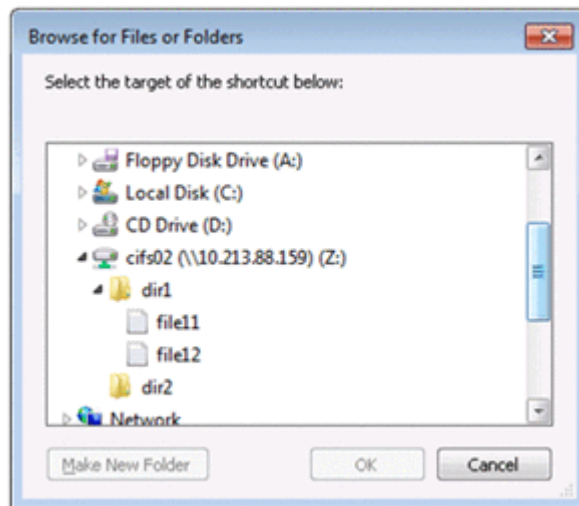 Browse for Files or Folders
Select the target of the shortcut below:
Floppy Disk Drive (A:)
Local Disk (C:)
CD Drive (D:)
cifs02 (\\10.213.88.159) (Z:)
dir1
file11
file12
dir2
Network
Make New Folder
OK
Cancel